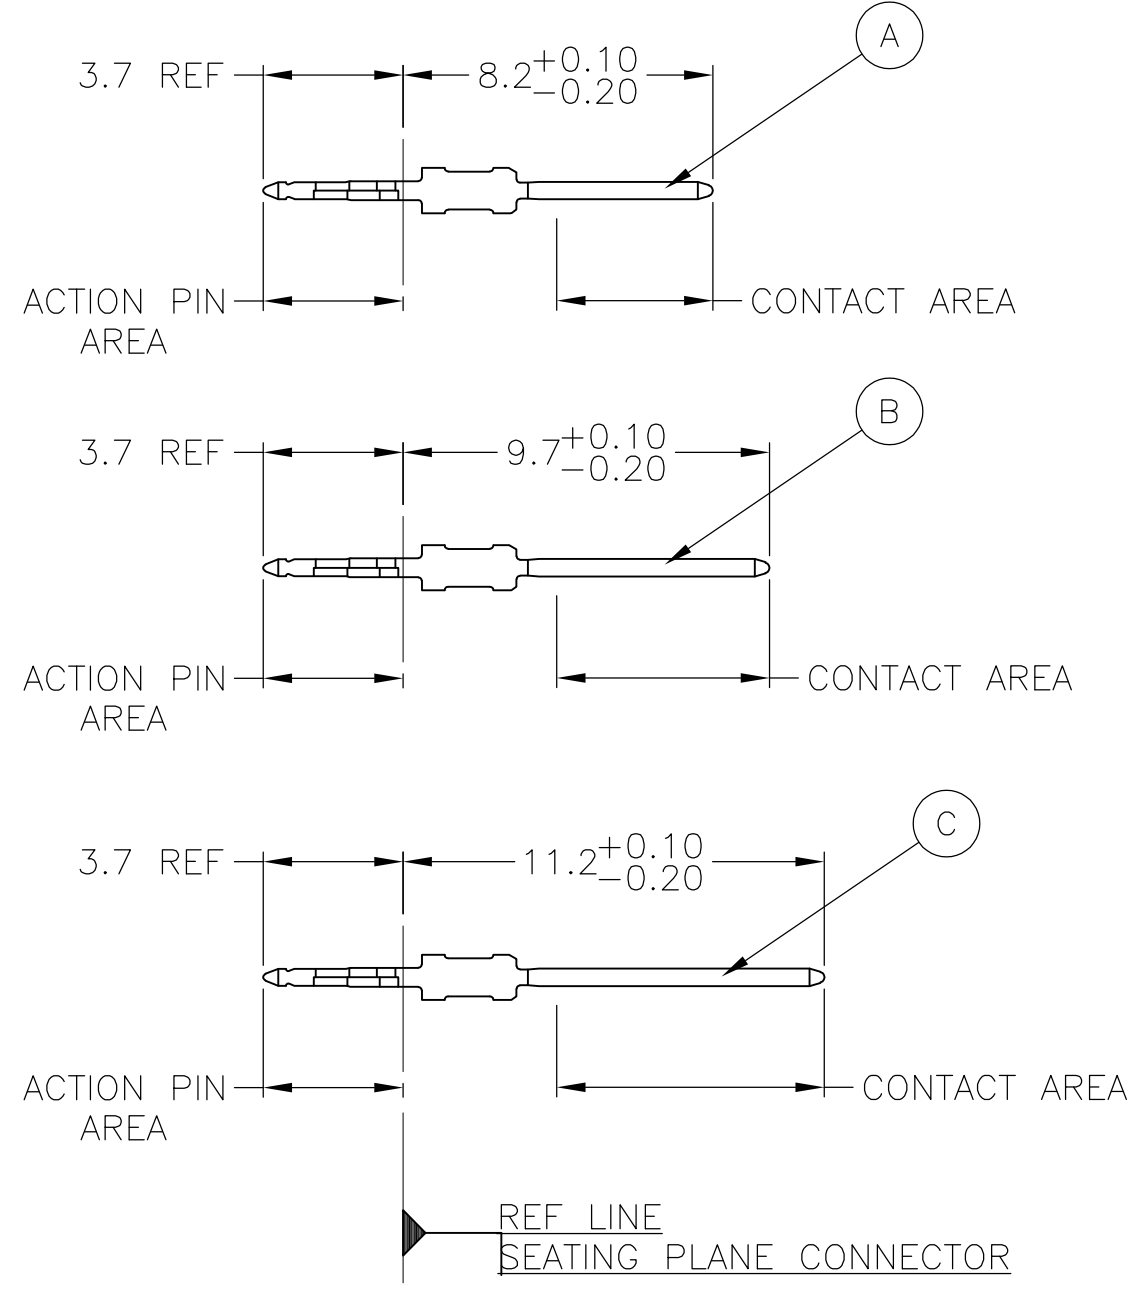 A
3.7 REF
8.2 +0.10
−0.20
ACTION PIN
AREA
CONTACT AREA
B
3.7 REF
9.7 +0.10
−0.20
ACTION PIN
AREA
CONTACT AREA
C
3.7 REF
11.2 +0.10
−0.20
ACTION PIN
AREA
CONTACT AREA
REF LINE
SEATING PLANE CONNECTOR